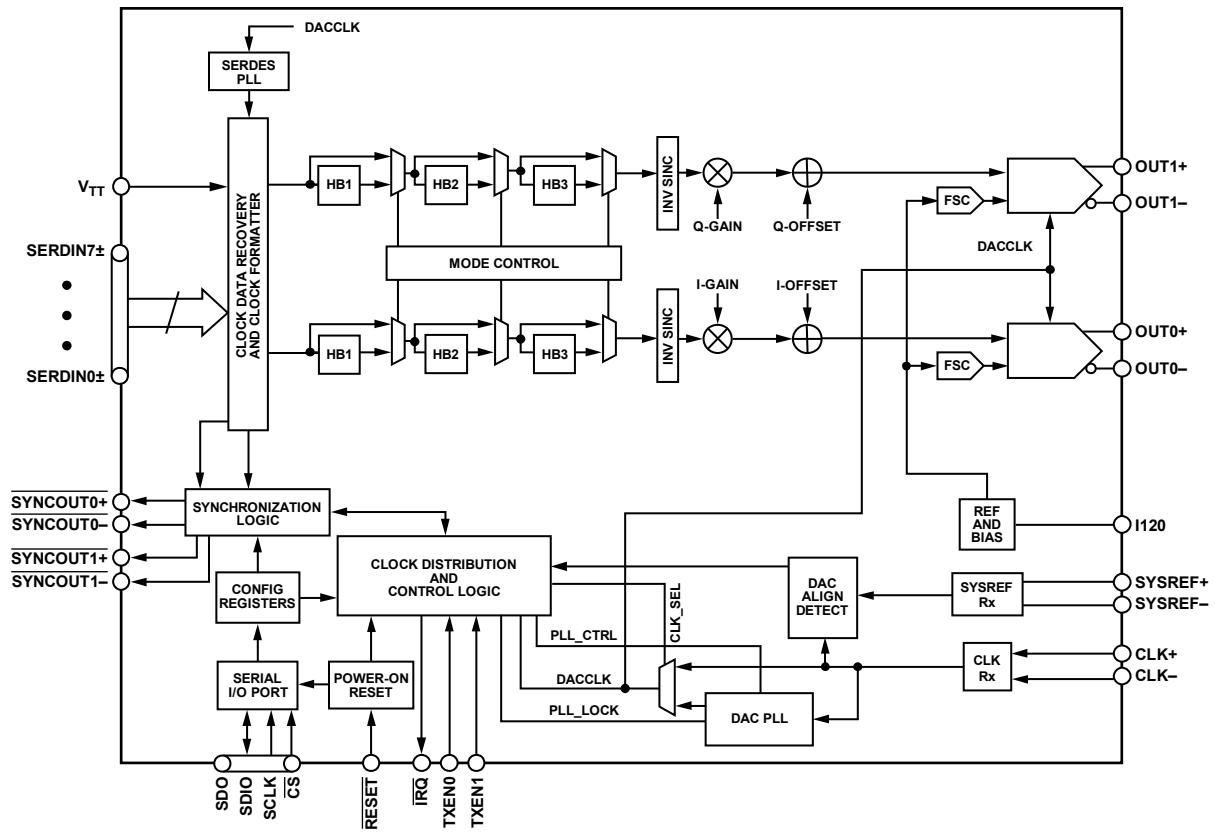 DACCLK
SERDES
PLL
CLOCK DATA RECOVERY
AND CLOCK FORMATTER
VTT
SERDIN7±
SERDIN0±
HB1
HB2
HB3
INV SINC
Q-GAIN
Q-OFFSET
FSC
OUT1+
OUT1–
DACCLK
MODE CONTROL
I-GAIN
I-OFFSET
HB1
HB2
HB3
INV SINC
FSC
OUT0+
OUT0–
SYNCOUT0+
SYNCOUT0–
SYNCOUT1+
SYNCOUT1–
SYNCHRONIZATION
LOGIC
CONFIG
REGISTERS
CLOCK DISTRIBUTION
AND
CONTROL LOGIC
REF
AND
BIAS
I120
DAC
ALIGN
DETECT
SYSREF
Rx
SYSREF+
SYSREF–
CLK_SEL
PLL_CTRL
CLK
Rx
CLK+
CLK–
SERIAL
I/O PORT
POWER-ON
RESET
DACCLK
PLL_LOCK
DAC PLL
SDO
SDIO
SCLK
CS
RESET
IRQ
TXEN0
TXEN1